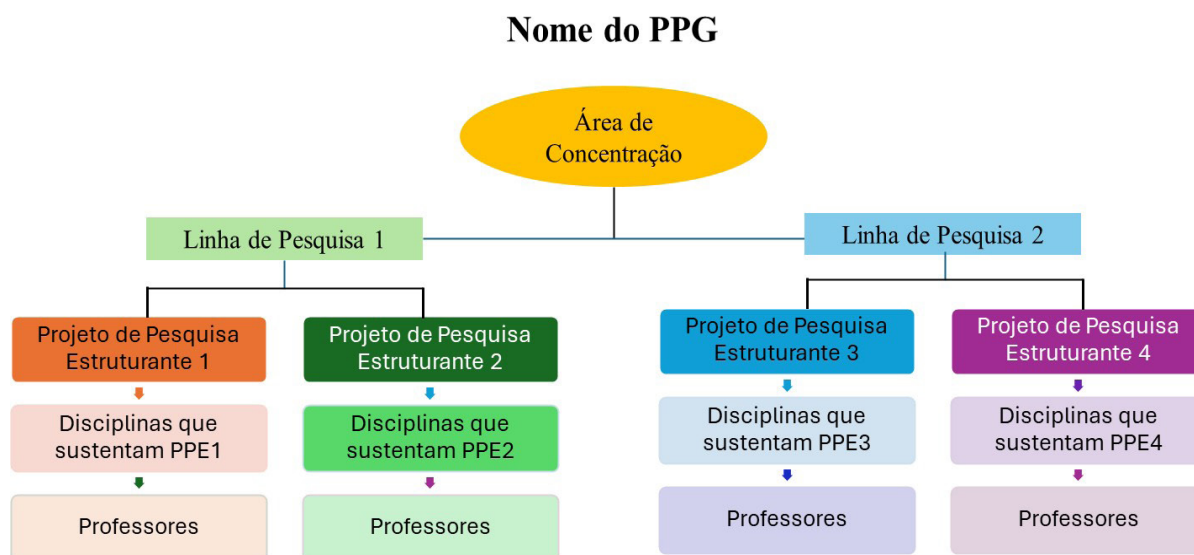 Nome do PPG
Área de
Concentração
Linha de Pesquisa 1
Linha de Pesquisa 2
Projeto de Pesquisa
Estruturante 1
Projeto de Pesquisa
Estruturante 2
Projeto de Pesquisa
Estruturante 3
Projeto de Pesquisa
Estruturante 4
Disciplinas que
sustentam PPE1
Disciplinas que
sustentam PPE2
Disciplinas que
sustentam PPE3
Disciplinas que
sustentam PPE4
Professores
Professores
Professores
Professores